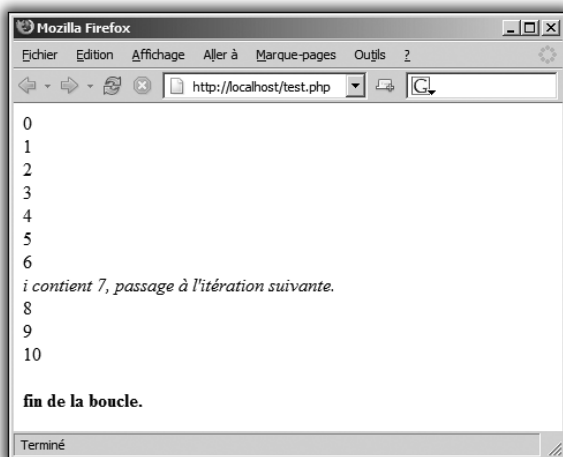 Mozilla Firefox
Fichier Edition Affichage Aller à Marque-pages Outils ?
http://localhost/test.php G
0
1
2
3
4
5
6
i contient 7, passage à l'itération suivante.
8
9
10
fin de la boucle.
Terminé